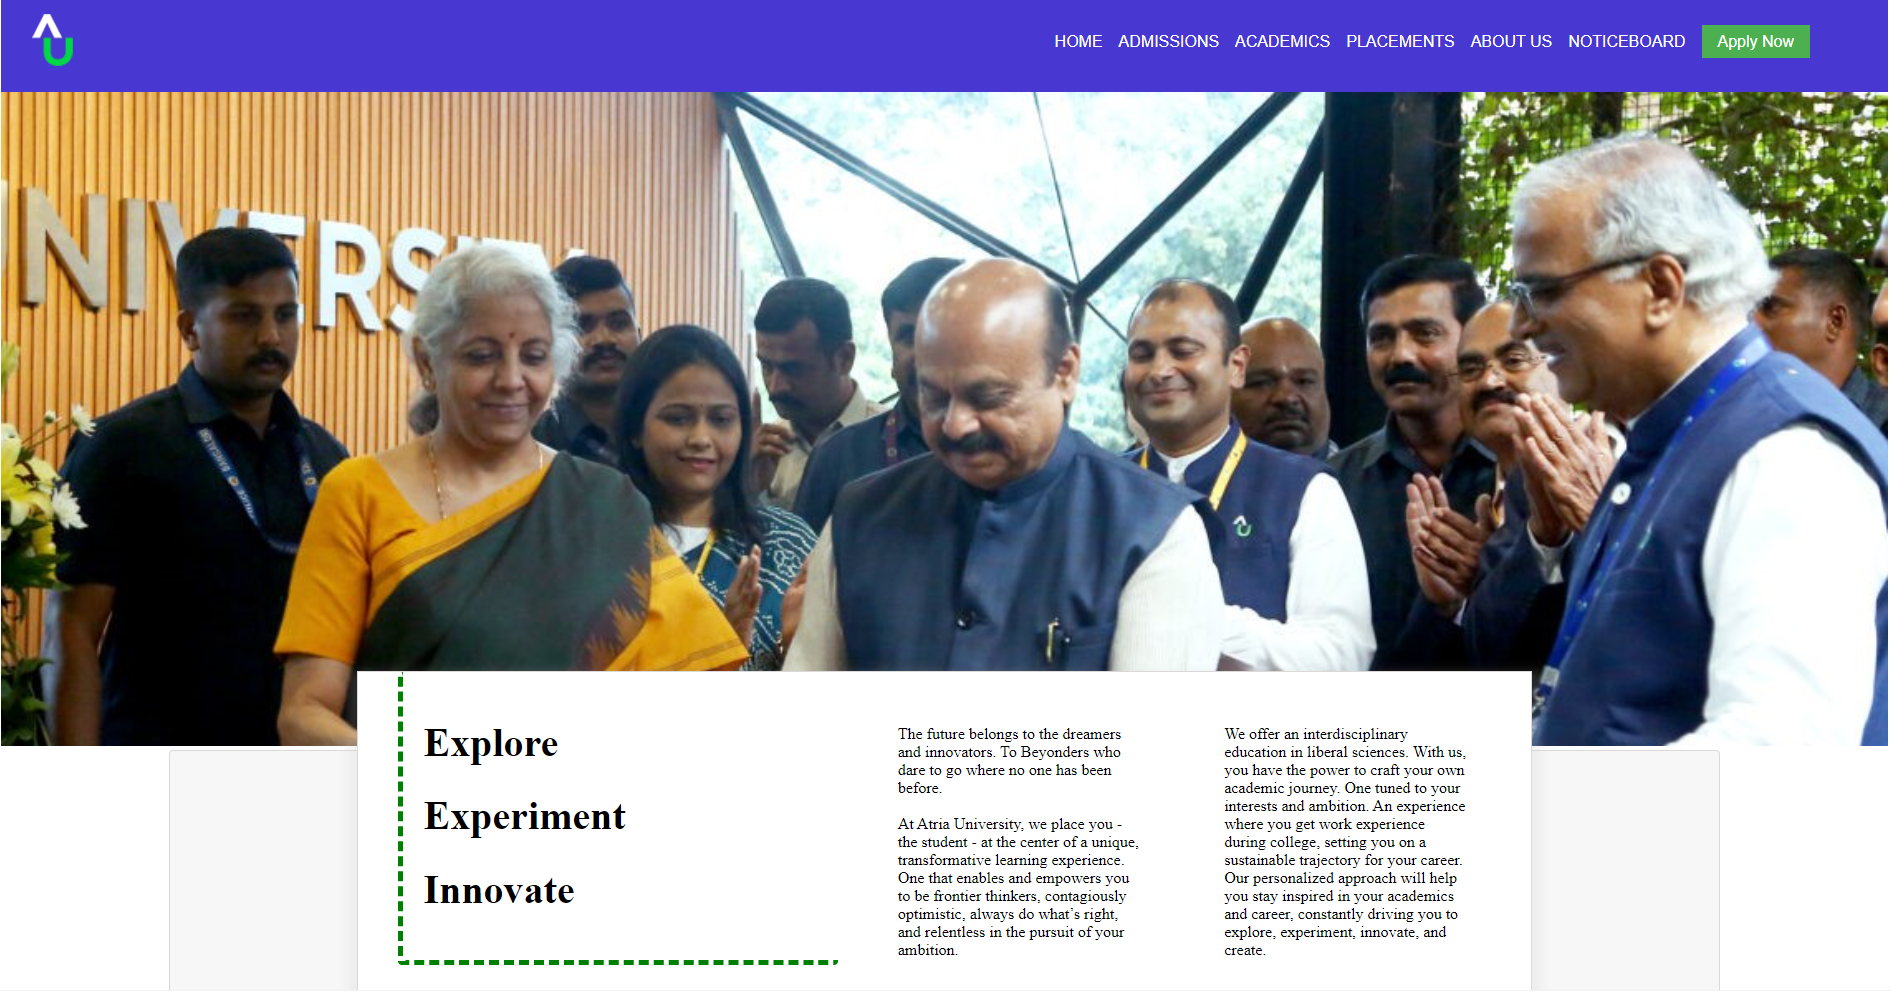 AU
HOME
ADMISSIONS
ACADEMICS
PLACEMENTS
ABOUT US
NOTICEBOARD
Apply Now
UNIVERSITY
Explore
Experiment
Innovate
The future belongs to the dreamers
and innovators. To Beyonders who
dare to go where no one has been
before.
At Atria University, we place you -
the student - at the center of a unique,
transformative learning experience.
One that enables and empowers you
to be frontier thinkers, contagiously
optimistic, always do what’s right,
and relentless in the pursuit of your
ambition.
We offer an interdisciplinary
education in liberal sciences. With us,
you have the power to craft your own
academic journey. One tuned to your
interests and ambition. An experience
where you get work experience
during college, setting you on a
sustainable trajectory for your career.
Our personalized approach will help
you stay inspired in your academics
and career, constantly driving you to
explore, experiment, innovate, and
create.